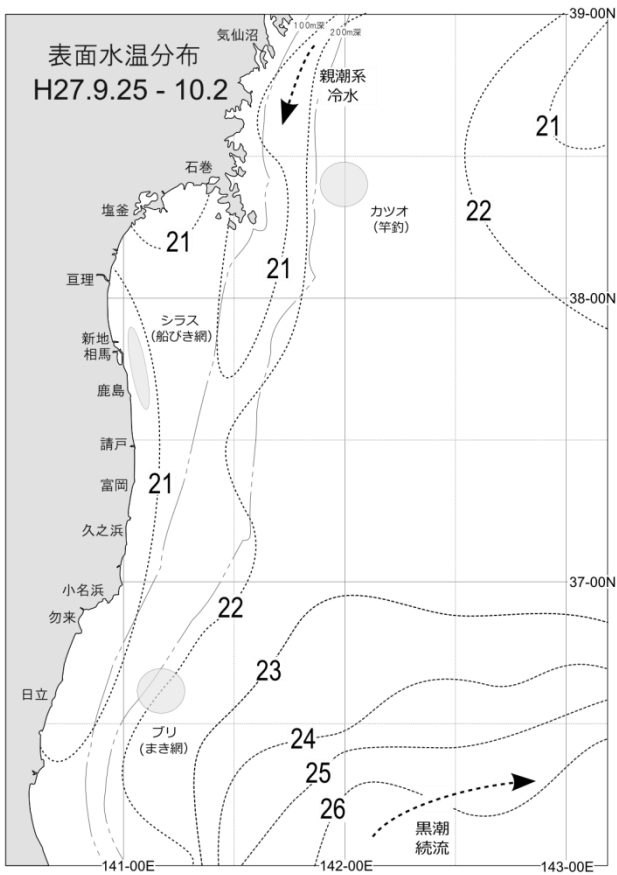 39-00N
100m深
200m深
気仙沼
表面水温分布
H27.9.25 - 10.2
親潮系
冷水
21
石巻
カツオ
(竿釣)
22
塩釜
21
21
亘理
38-00N
シラス
(船びき網)
新地
相馬
鹿島
請戸
富岡
21
久之浜
37-00N
小名浜
22
勿来
23
日立
ブリ
(まき網)
24
25
26
黒潮
続流
141-00E
142-00E
143-00E